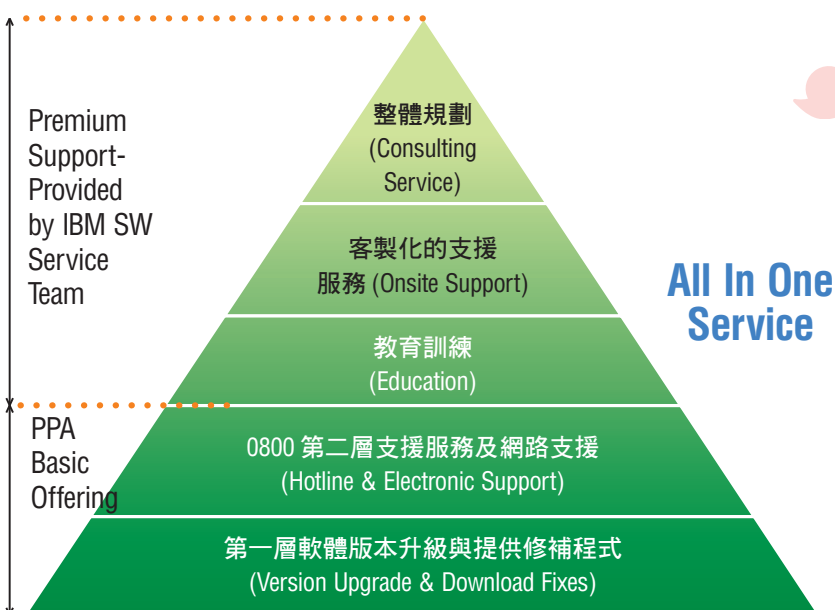 整體規劃
(Consulting
Service)
Premium
Support-
Provided
by IBM SW
Service
Team
客製化的支援
服務 (Onsite Support)
All In One
Service
教育訓練
(Education)
PPA
Basic
Offering
0800 第二層支援服務及網路支援
(Hotline & Electronic Support)
第一層軟體版本升級與提供修補程式
(Version Upgrade & Download Fixes)